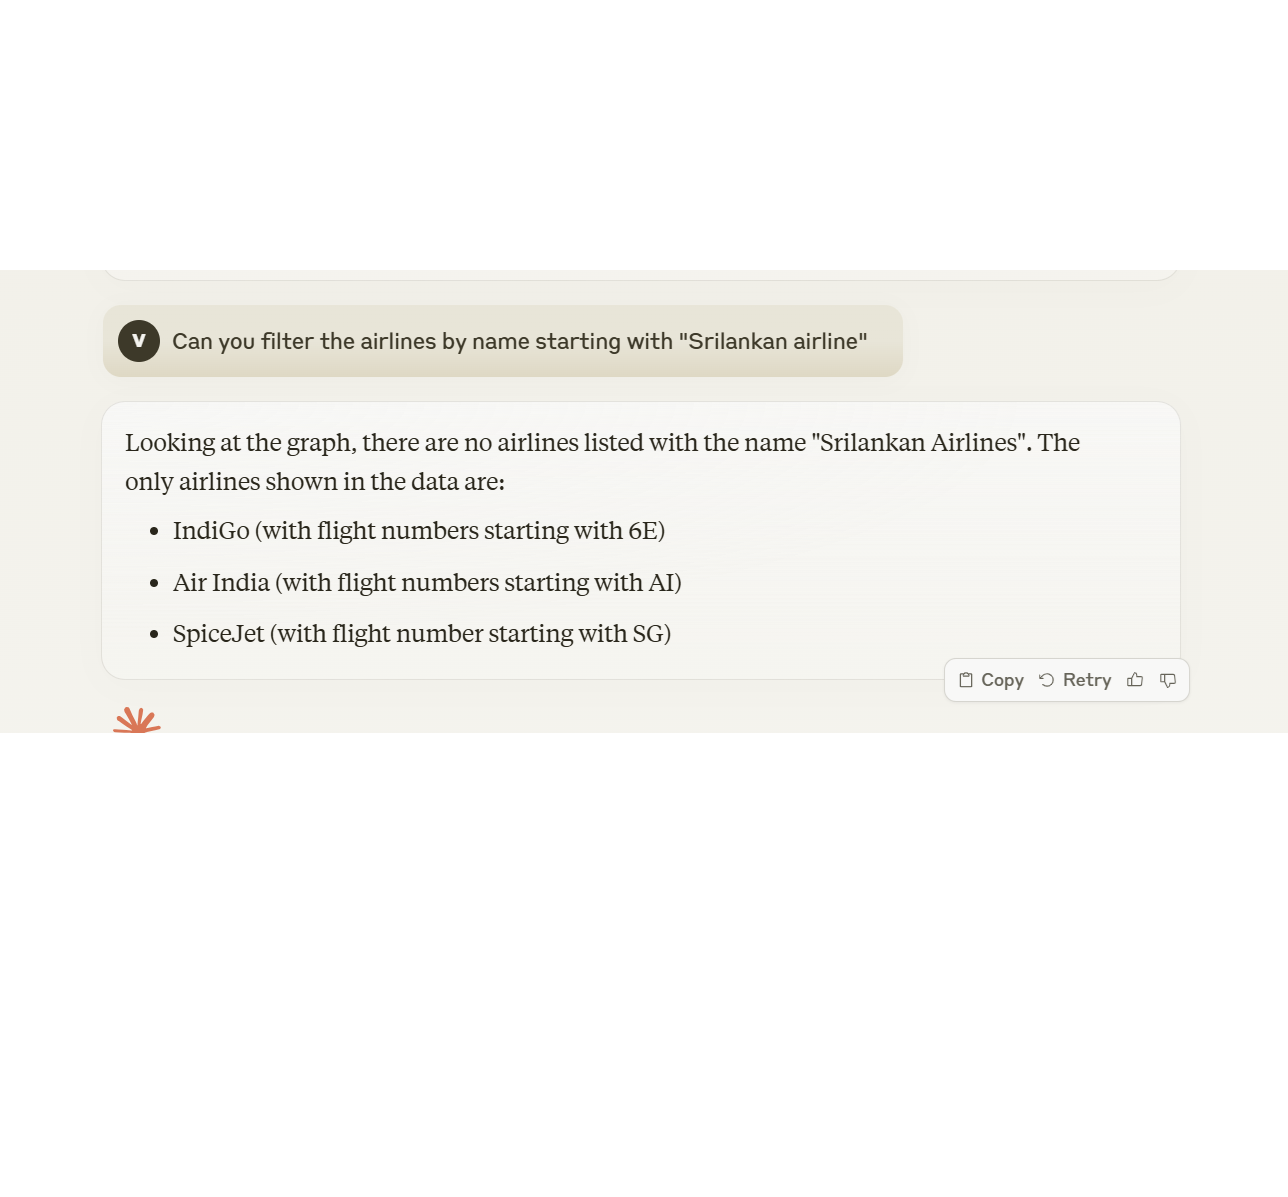 V
Can you filter the airlines by name starting with "Srilankan airline"
Looking at the graph, there are no airlines listed with the name "Srilankan Airlines". The
only airlines shown in the data are:
• IndiGo (with flight numbers starting with 6E)
• Air India (with flight numbers starting with AI)
• SpiceJet (with flight number starting with SG)
Copy Retry